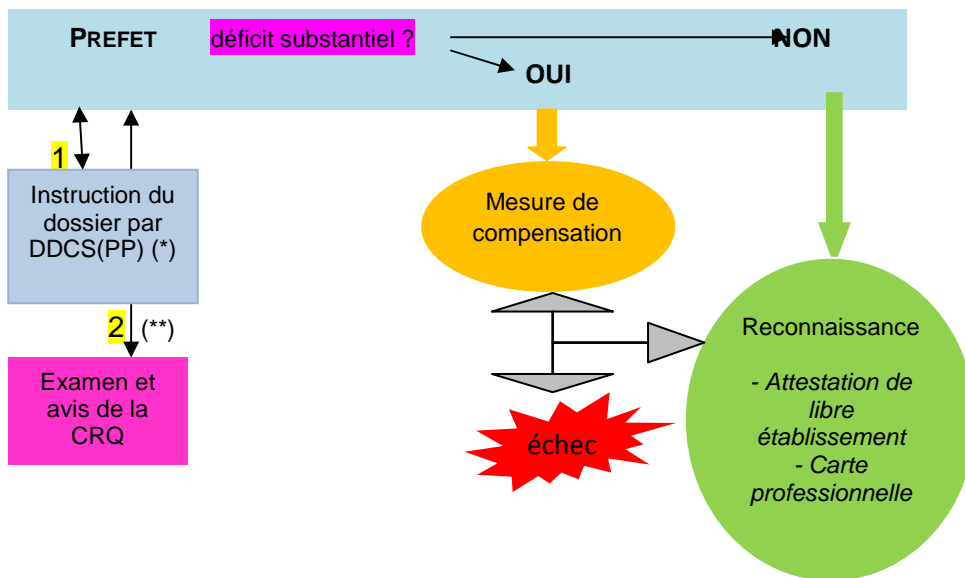 PREFET déficit substantiel ? NON
OUI
1
Instruction du
dossier par
DDCS(PP) (*)
2 (**)
Examen et
avis de la
CRQ
Mesure de
compensation
échec
Reconnaissance
- Attestation de
libre
établissement
- Carte
professionnelle